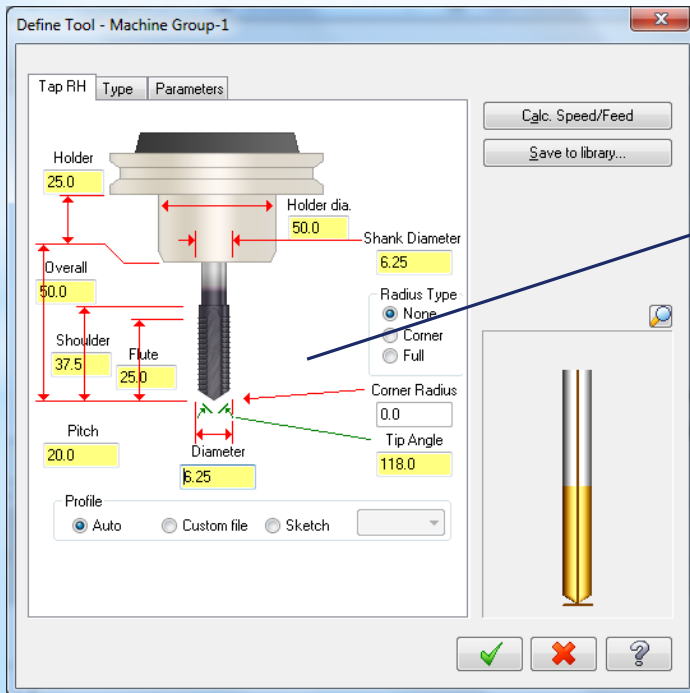 Define Tool - Machine Group-1
x
Tap RH Type Parameters
Calc. Speed/Feed
Save to library...
Holder
25.0
Holder dia.
50.0
Shank Diameter
6.25
Overall
50.0
Radius Type
None
Corner
Full
Shoulder
37.5
Flute
25.0
Corner Radius
0.0
Pitch
20.0
Diameter
6.25
Tip Angle
118.0
Profile
Auto Custom file Sketch
?